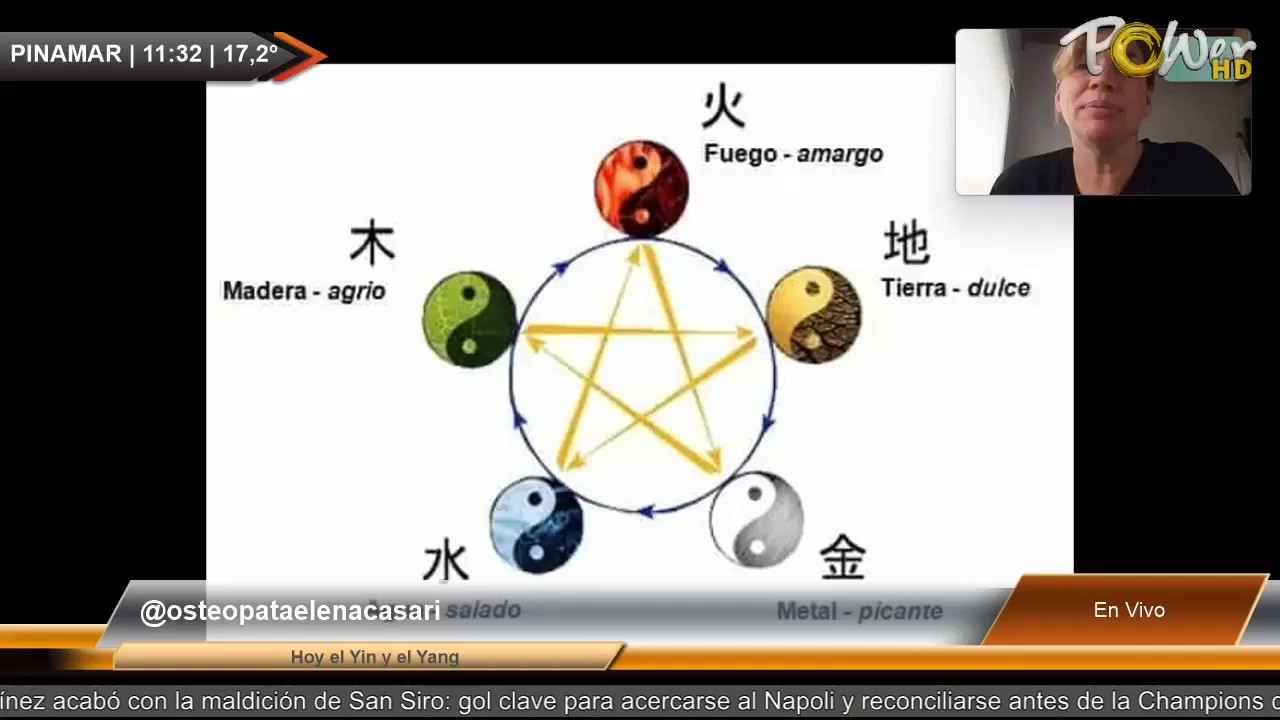 PINAMAR | 11:32 | 17,2°
Power
HD
火
Fuego - amargo
木
Madera - agrio
地
Tierra - dulce
水
salado
金
Metal - picante
@osteopataelenacasari
En Vivo
Hoy el Yin y el Yang
ínez acabó con la maldición de San Siro: gol clave para acercarse al Napoli y reconciliarse antes de la Champions